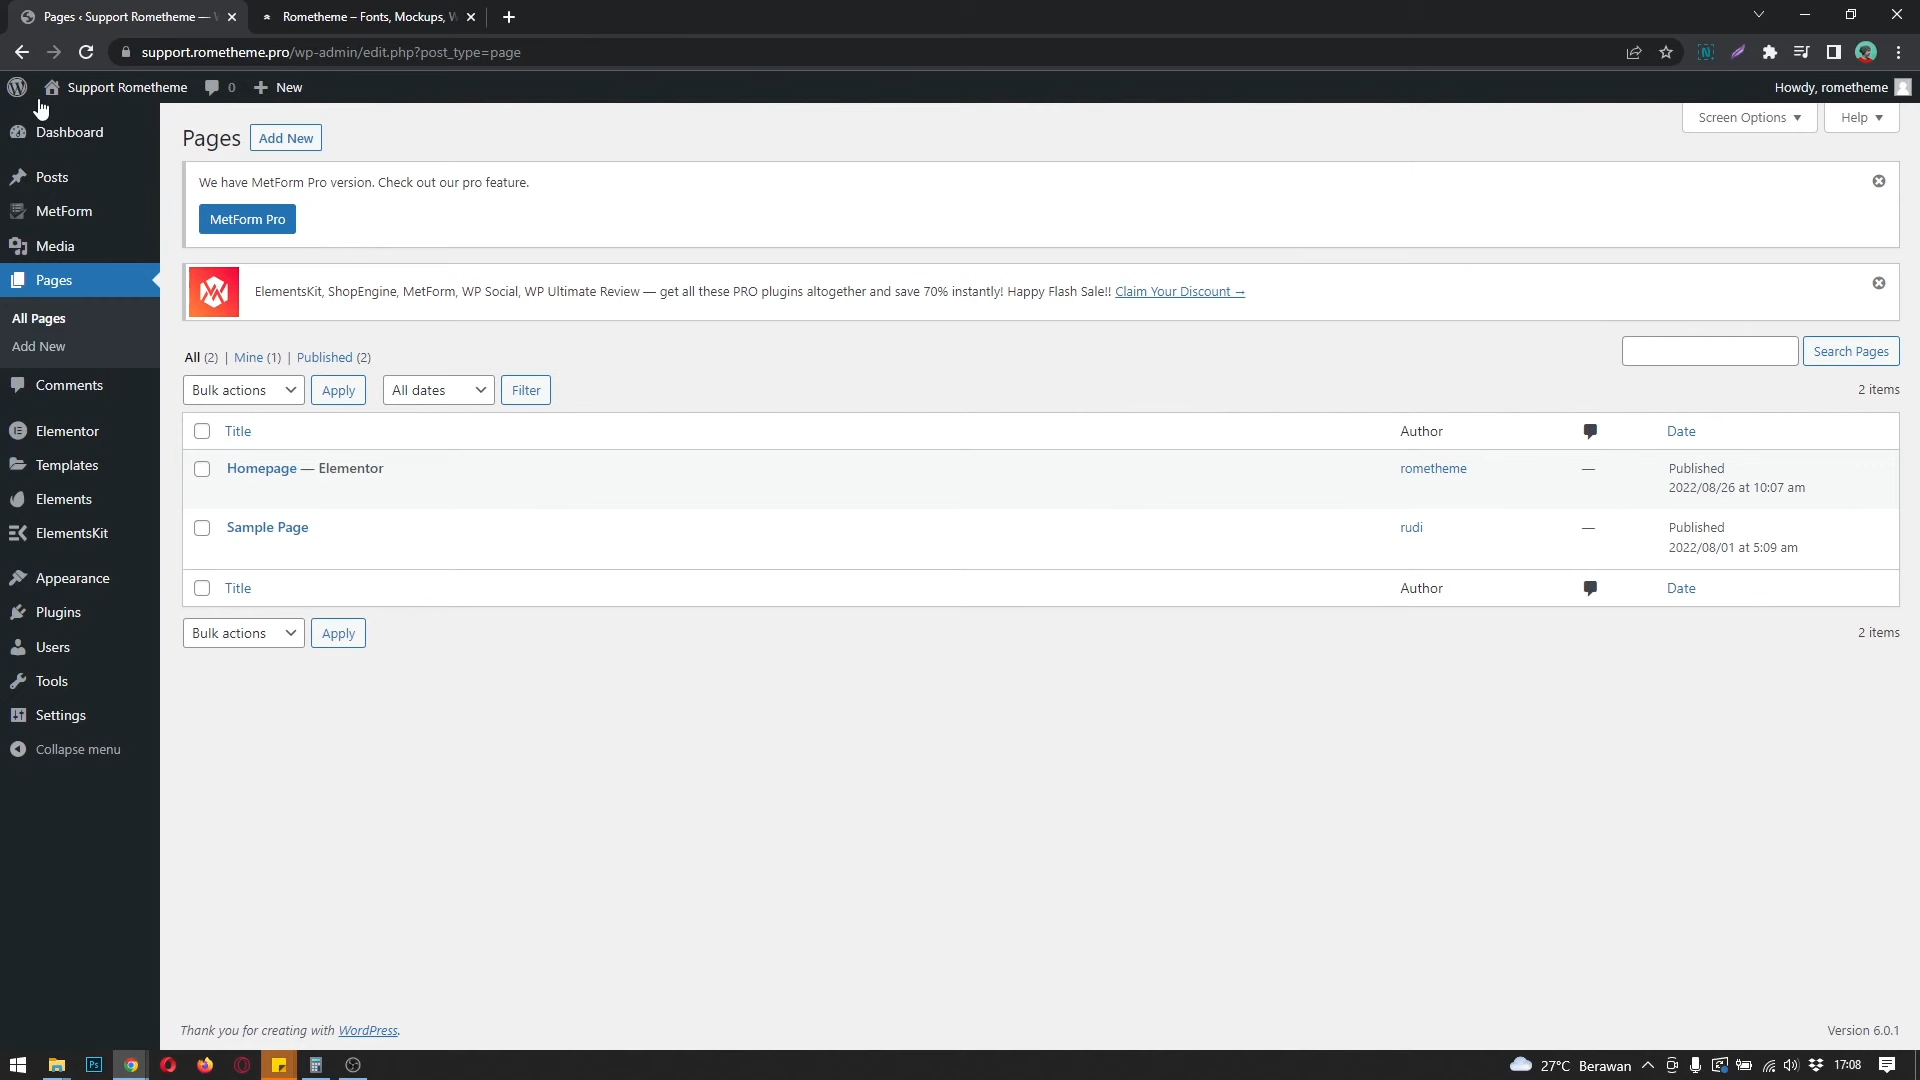 Pages ‹ Support Rometheme — W
Rometheme – Fonts, Mockups, W
support.rometheme.pro/wp-admin/edit.php?post_type=page
Support Rometheme
0
New
Howdy, rometheme
Dashboard
Posts
MetForm
Media
Pages
All Pages
Add New
Comments
Elementor
Templates
Elements
ElementsKit
Appearance
Plugins
Users
Tools
Settings
Collapse menu
Screen Options
Help
Pages
Add New
We have MetForm Pro version. Check out our pro feature.
MetForm Pro
ElementsKit, ShopEngine, MetForm, WP Social, WP Ultimate Review — get all these PRO plugins altogether and save 70% instantly! Happy Flash Sale!! Claim Your Discount →
All (2) | Mine (1) | Published (2)
Search Pages
Bulk actions
Apply
All dates
Filter
2 items
Title
Author
Date
Homepage — Elementor
rometheme
—
Published
2022/08/26 at 10:07 am
Sample Page
rudi
—
Published
2022/08/01 at 5:09 am
Title
Author
Date
Bulk actions
Apply
2 items
Thank you for creating with WordPress.
Version 6.0.1
Ps
27°C Berawan
17:08